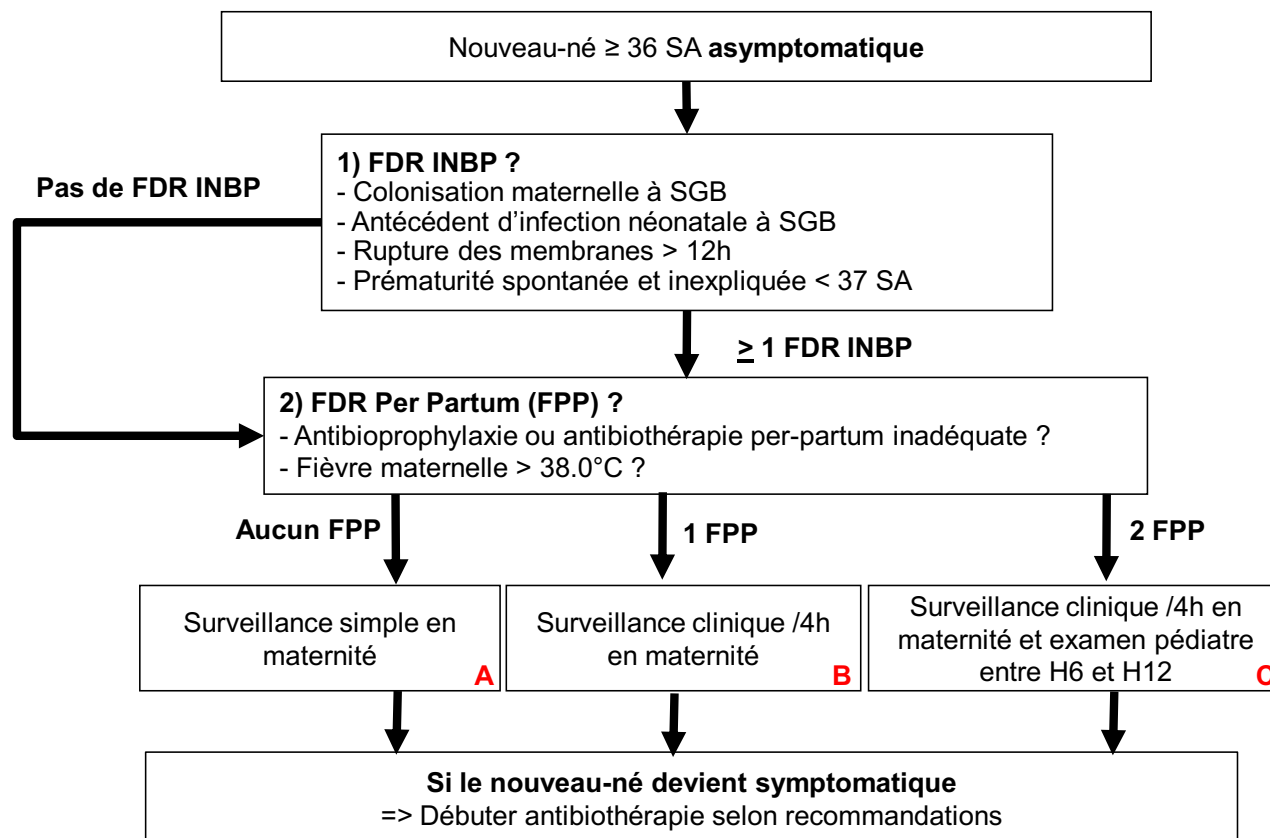 Nouveau-né ≥ 36 SA asymptomatique
Pas de FDR INBP
1) FDR INBP ?
- Colonisation maternelle à SGB
- Antécédent d'infection néonatale à SGB
- Rupture des membranes > 12h
- Prématurité spontanée et inexpliquée < 37 SA
≥ 1 FDR INBP
2) FDR Per Partum (FPP) ?
- Antibioprophylaxie ou antibiothérapie per-partum inadéquate ?
- Fièvre maternelle > 38.0°C ?
Aucun FPP
1 FPP
2 FPP
Surveillance simple en
maternité
A
Surveillance clinique /4h
en maternité
B
Surveillance clinique /4h en
maternité et examen pédiatre
entre H6 et H12
C
Si le nouveau-né devient symptomatique
=> Débuter antibiothérapie selon recommandations